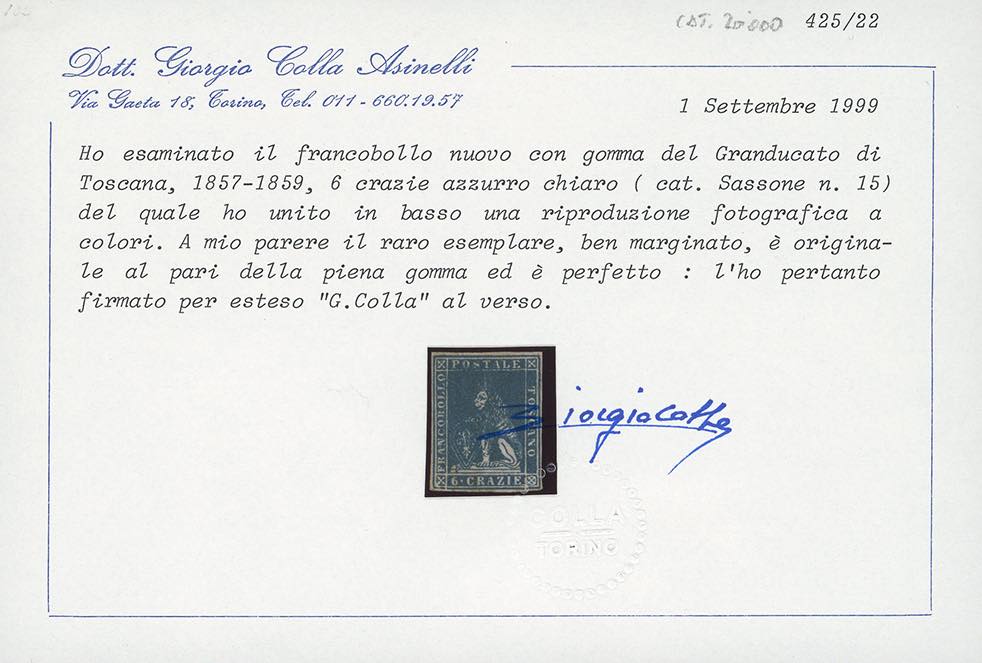 CAT. 20.000 425/22
Dott. Giorgio Colla Asinelli
Via Gaeta 18, Torino, Tel. 011 - 660.19.57
1 Settembre 1999
Ho esaminato il francobollo nuovo con gomma del Granducato di
Toscana, 1857-1859, 6 crazie azzurro chiaro ( cat. Sassone n. 15)
del quale ho unito in basso una riproduzione fotografica a
colori. A mio parere il raro esemplare, ben marginato, è origina-
le al pari della piena gomma ed è perfetto : l'ho pertanto
firmato per esteso "G.Colla" al verso.
FRANCOBOLLO
POSTALE
TOSCANO
6·CRAZIE
GiorgioColla
COLLA
TORINO